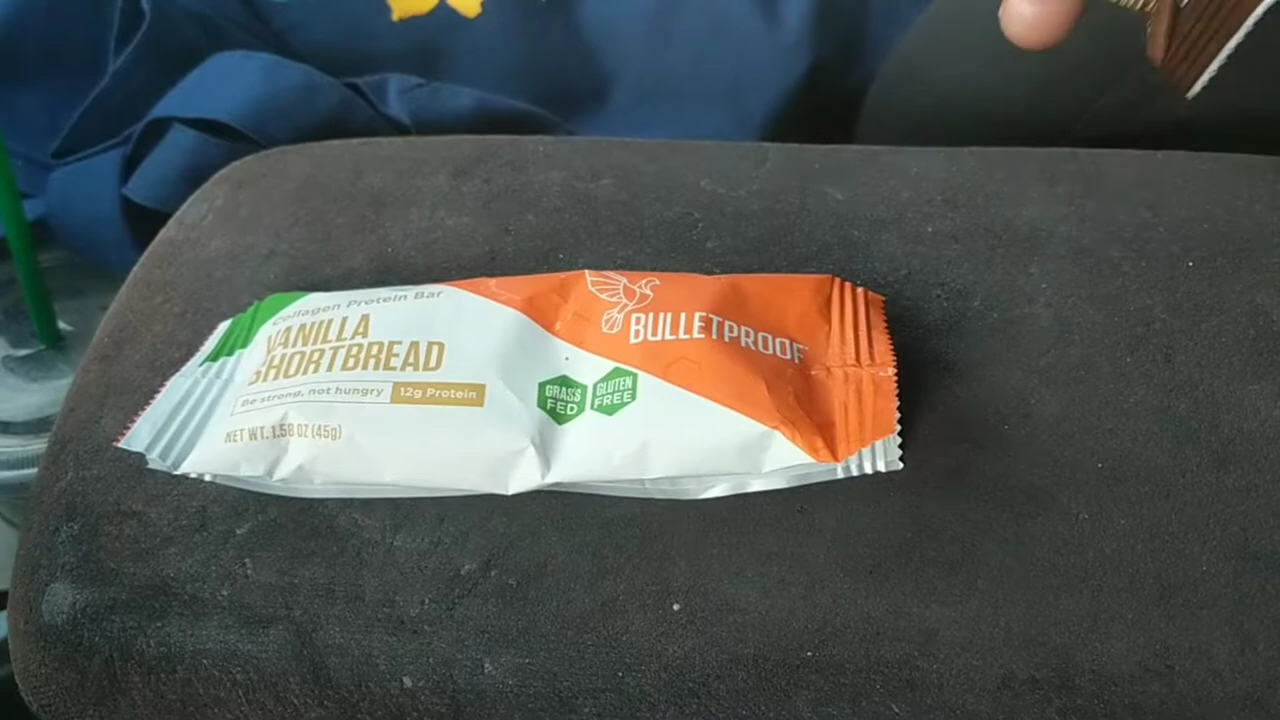 Collagen Protein Bar
VANILLA
SHORTBREAD
Be strong, not hungry
12g Protein
NET WT. 1.58 OZ (45g)
GRASS
FED
GLUTEN
FREE
BULLETPROOF